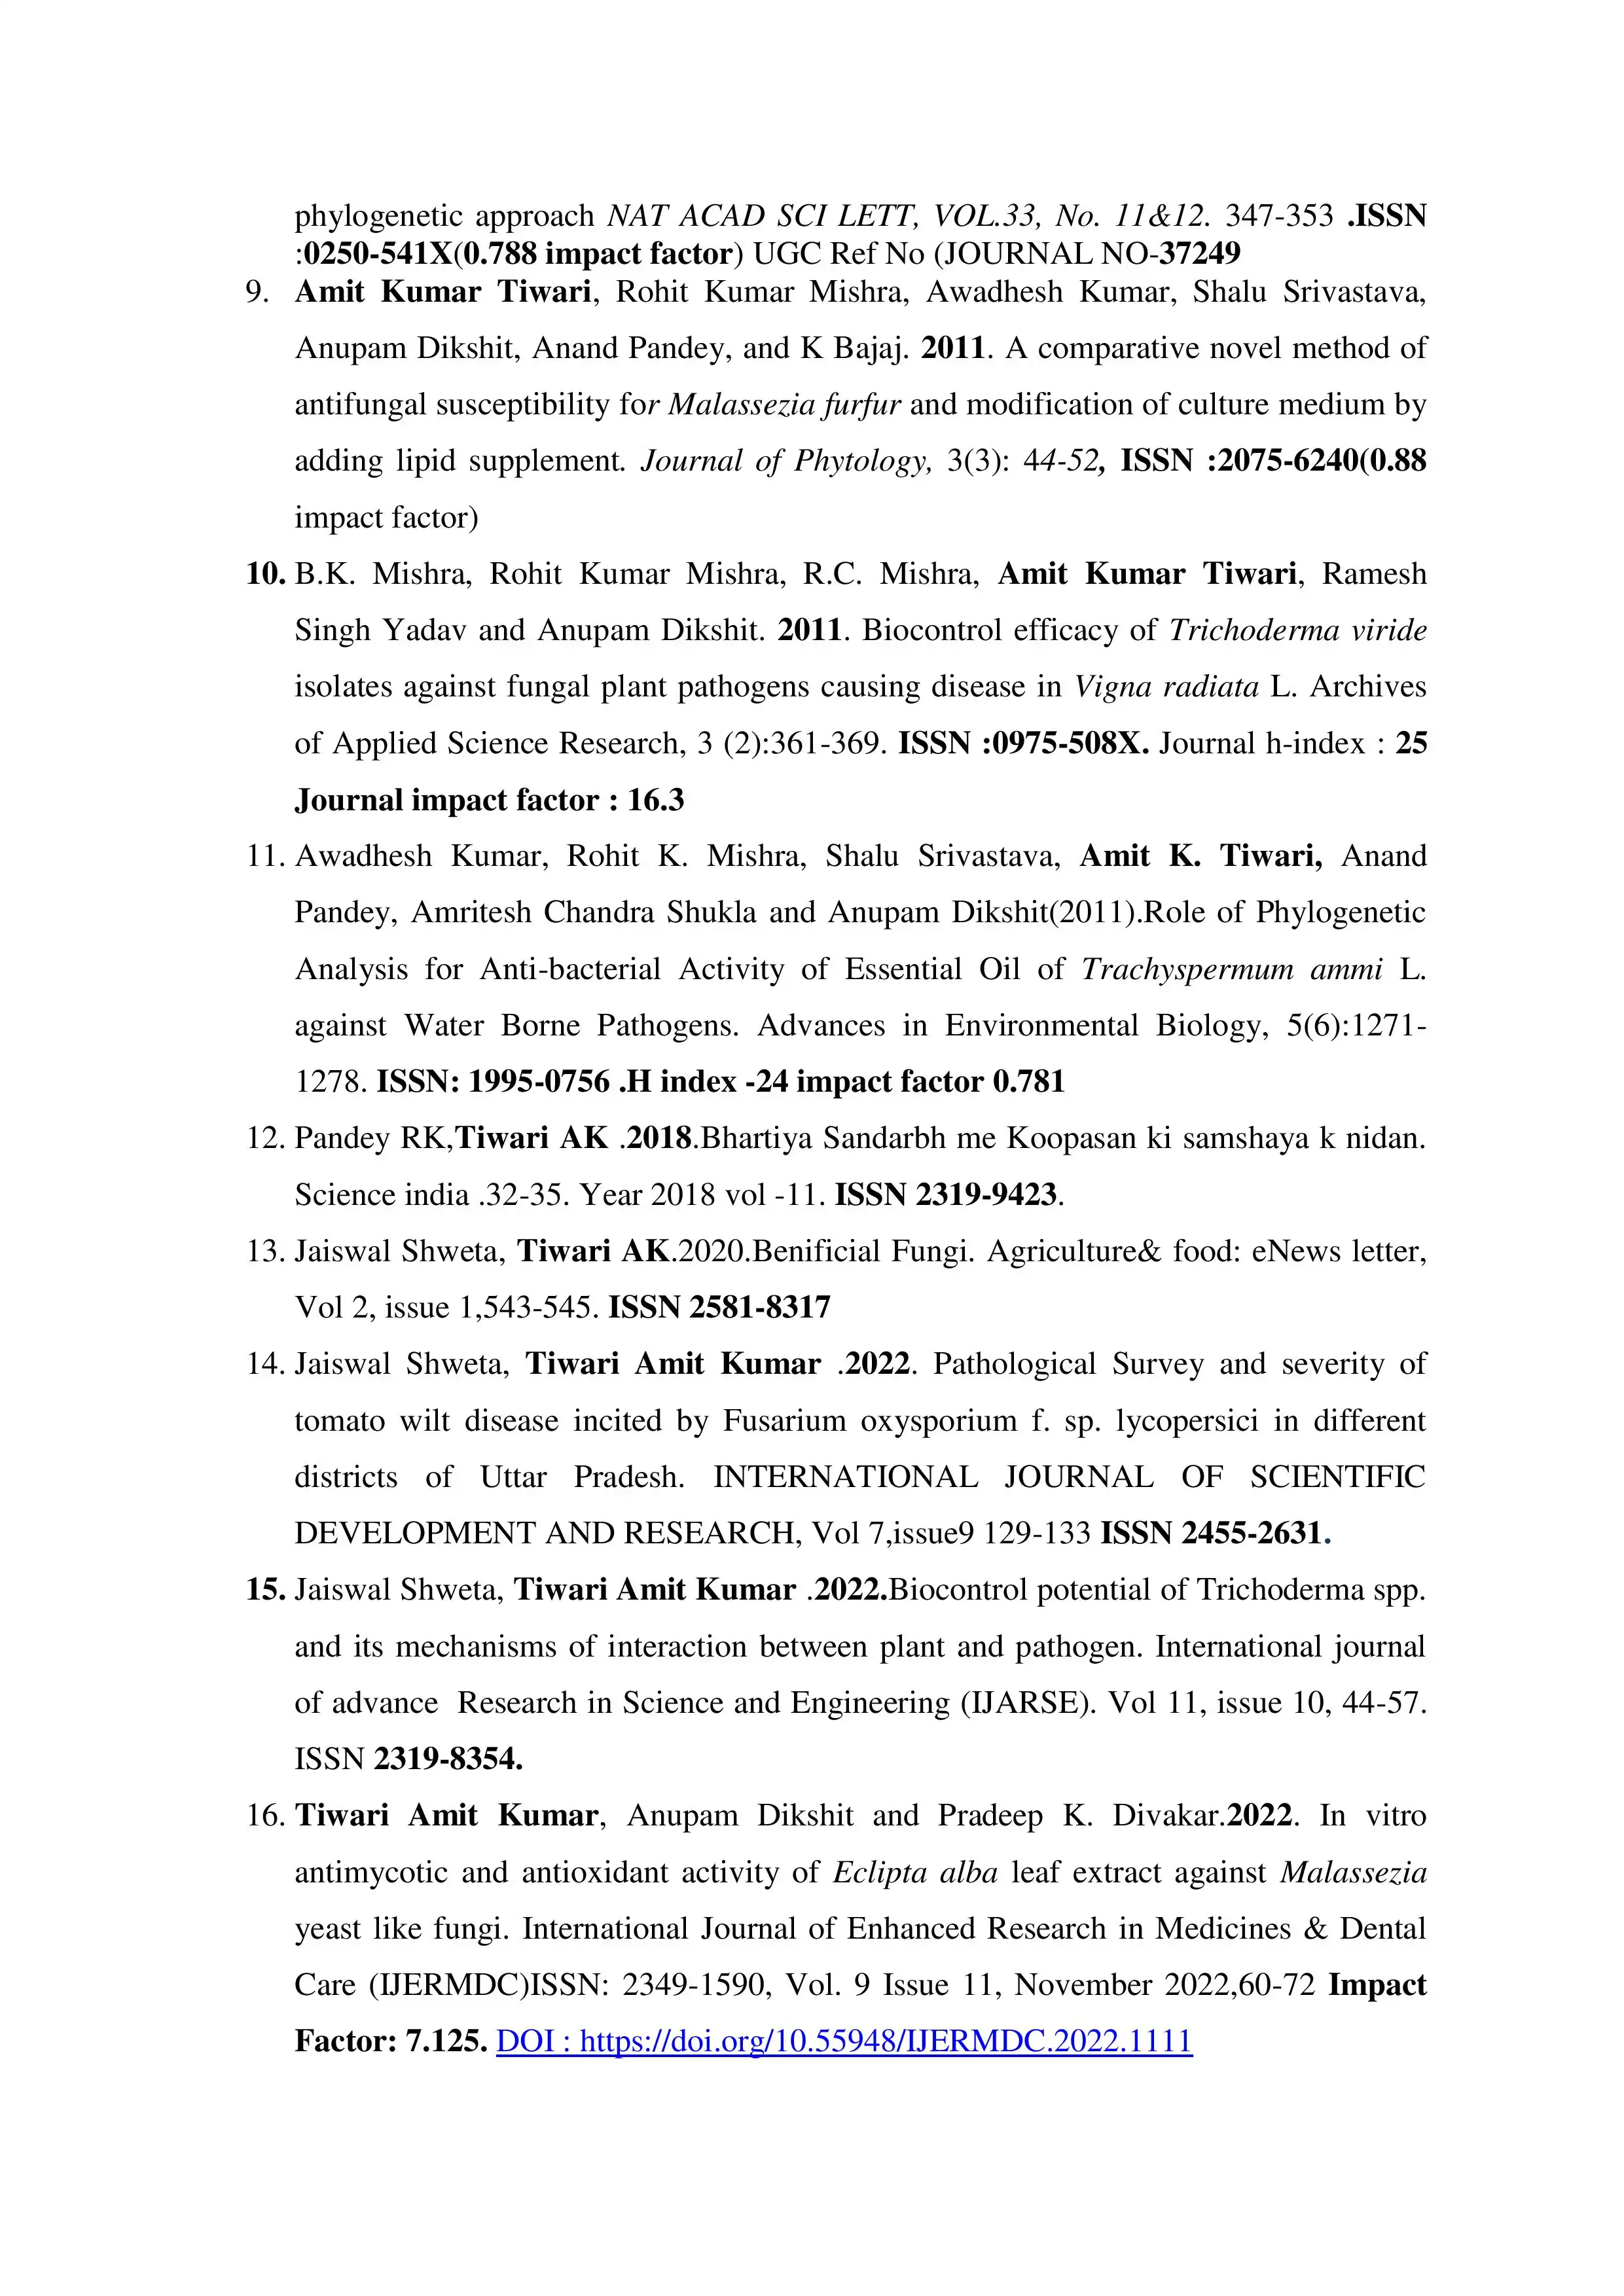 phylogenetic approach NAT ACAD SCI LETT, VOL.33, No. 11&12. 347-353 .ISSN
:0250-541X(0.788 impact factor) UGC Ref No (JOURNAL NO-37249
9. Amit Kumar Tiwari, Rohit Kumar Mishra, Awadhesh Kumar, Shalu Srivastava,
Anupam Dikshit, Anand Pandey, and K Bajaj. 2011. A comparative novel method of
antifungal susceptibility for Malassezia furfur and modification of culture medium by
adding lipid supplement. Journal of Phytology, 3(3): 44-52, ISSN :2075-6240(0.88
impact factor)
10. B.K. Mishra, Rohit Kumar Mishra, R.C. Mishra, Amit Kumar Tiwari, Ramesh
Singh Yadav and Anupam Dikshit. 2011. Biocontrol efficacy of Trichoderma viride
isolates against fungal plant pathogens causing disease in Vigna radiata L. Archives
of Applied Science Research, 3 (2):361-369. ISSN :0975-508X. Journal h-index : 25
Journal impact factor : 16.3
11. Awadhesh Kumar, Rohit K. Mishra, Shalu Srivastava, Amit K. Tiwari, Anand
Pandey, Amritesh Chandra Shukla and Anupam Dikshit(2011).Role of Phylogenetic
Analysis for Anti-bacterial Activity of Essential Oil of Trachyspermum ammi L.
against Water Borne Pathogens. Advances in Environmental Biology, 5(6):1271-
1278. ISSN: 1995-0756 .H index -24 impact factor 0.781
12. Pandey RK,Tiwari AK .2018.Bhartiya Sandarbh me Koopasan ki samshaya k nidan.
Science india .32-35. Year 2018 vol -11. ISSN 2319-9423.
13. Jaiswal Shweta, Tiwari AK.2020.Benificial Fungi. Agriculture& food: eNews letter,
Vol 2, issue 1,543-545. ISSN 2581-8317
14. Jaiswal Shweta, Tiwari Amit Kumar .2022. Pathological Survey and severity of
tomato wilt disease incited by Fusarium oxysporium f. sp. lycopersici in different
districts of Uttar Pradesh. INTERNATIONAL JOURNAL OF SCIENTIFIC
DEVELOPMENT AND RESEARCH, Vol 7,issue9 129-133 ISSN 2455-2631.
15. Jaiswal Shweta, Tiwari Amit Kumar .2022.Biocontrol potential of Trichoderma spp.
and its mechanisms of interaction between plant and pathogen. International journal
of advance Research in Science and Engineering (IJARSE). Vol 11, issue 10, 44-57.
ISSN 2319-8354.
16. Tiwari Amit Kumar, Anupam Dikshit and Pradeep K. Divakar.2022. In vitro
antimycotic and antioxidant activity of Eclipta alba leaf extract against Malassezia
yeast like fungi. International Journal of Enhanced Research in Medicines & Dental
Care (IJERMDC)ISSN: 2349-1590, Vol. 9 Issue 11, November 2022,60-72 Impact
Factor: 7.125. DOI : https://doi.org/10.55948/IJERMDC.2022.1111